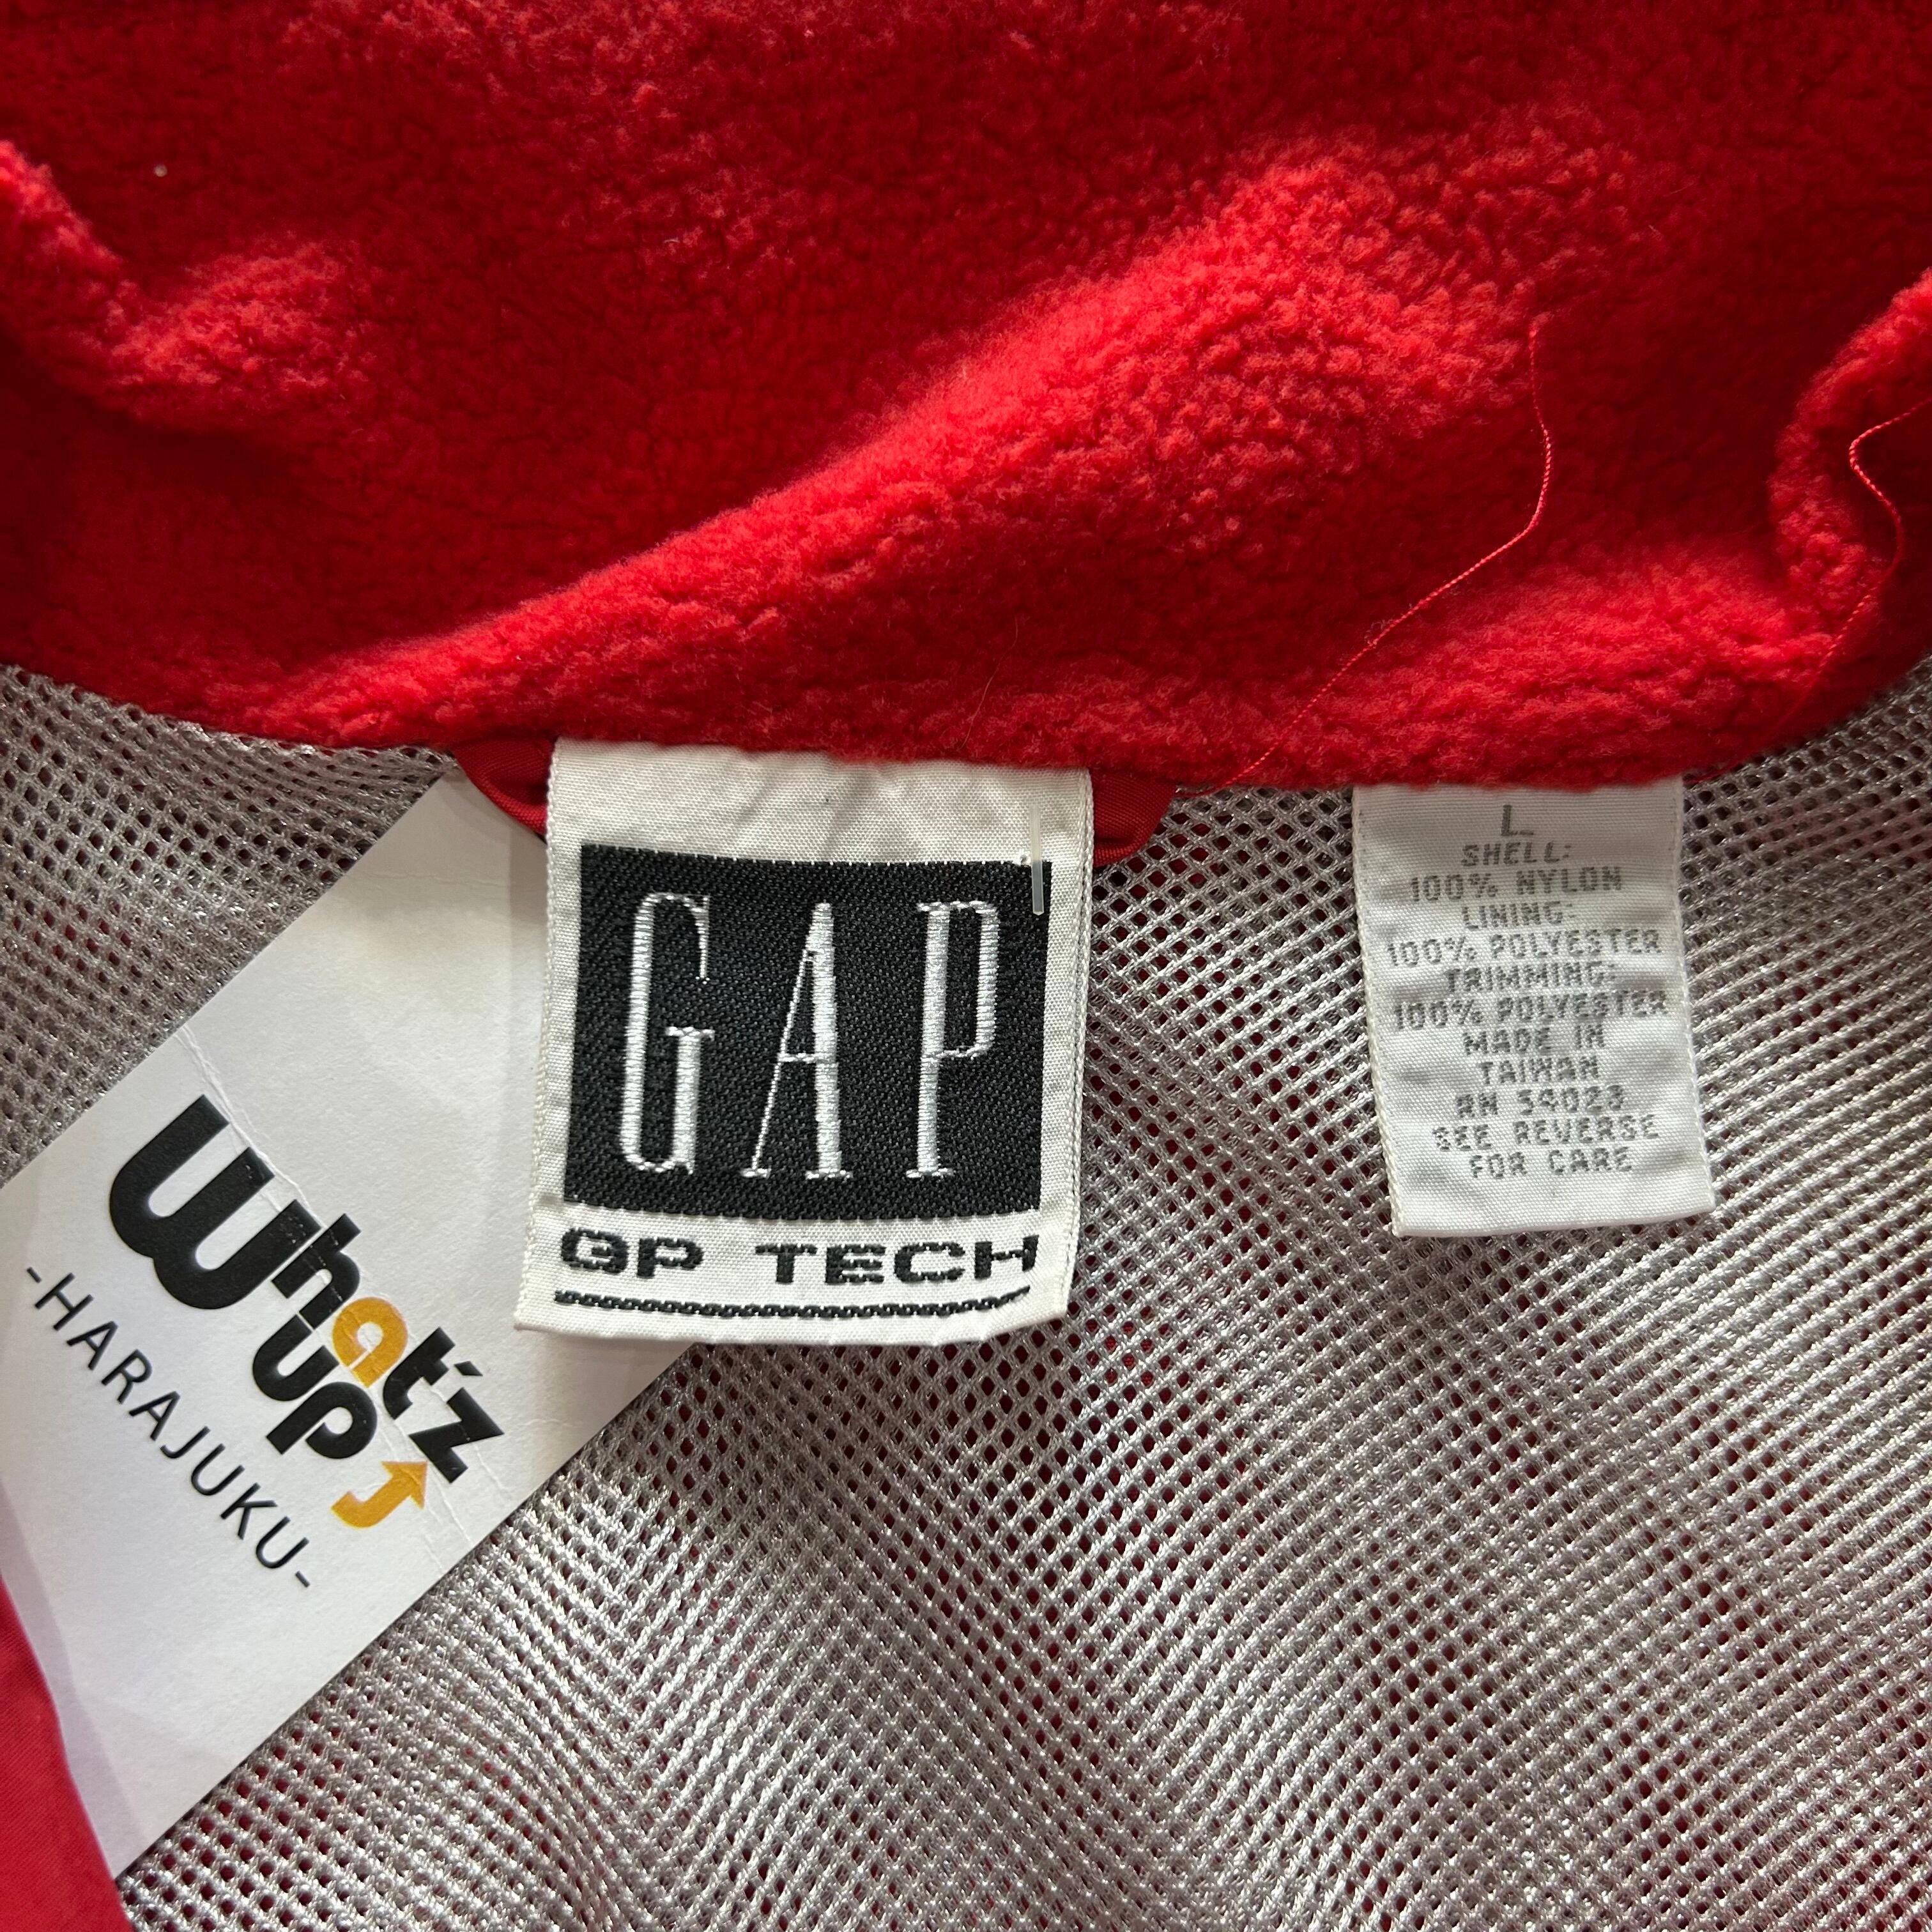 GAP
GP TECH
L
SHELL:
100% NYLON
LINING:
100% POLYESTER
TRIMMING:
100% POLYESTER
MADE IN
TAIWAN
RN 54023
SEE REVERSE
FOR CARE
What'z
up
-HARAJUKU-